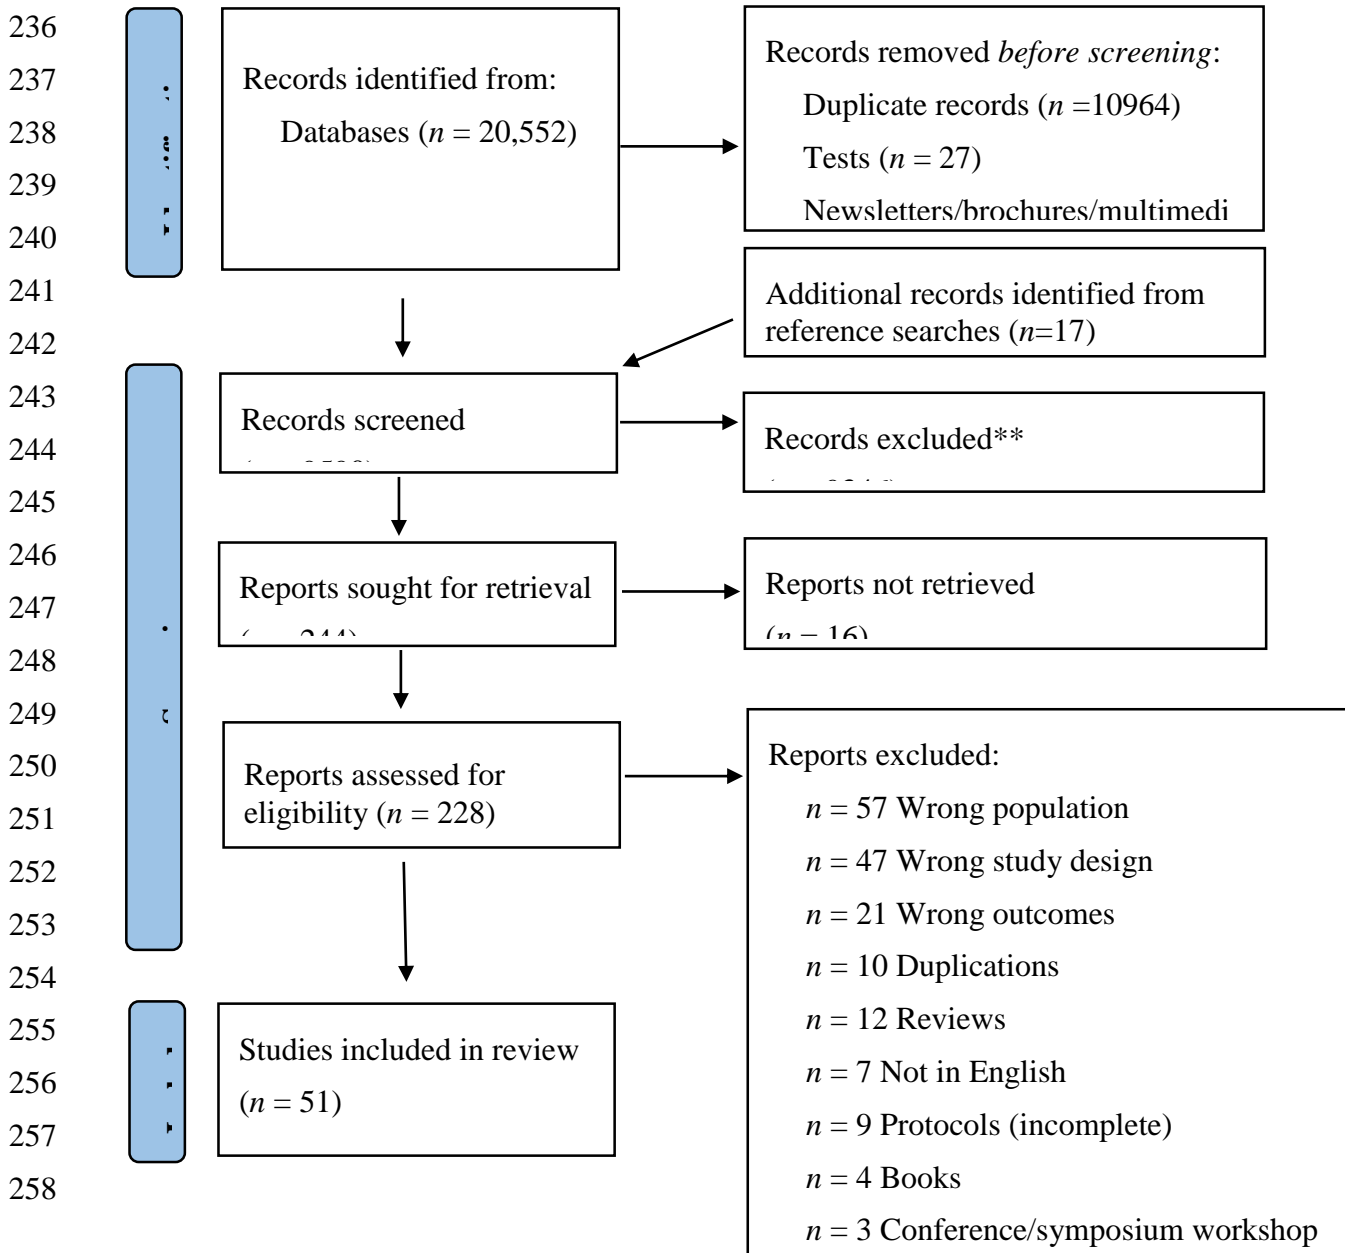 236
237
238
239
240
241
242
243
244
245
246
247
248
249
250
251
252
253
254
255
256
257
258
Records identified from:
Databases (n = 20,552)
Records removed before screening:
Duplicate records (n =10964)
Tests (n = 27)
Newsletters/brochures/multimedi
Additional records identified from
reference searches (n=17)
Records screened
Records excluded**
Reports sought for retrieval
Reports not retrieved
(n = 16)
Reports assessed for
eligibility (n = 228)
Reports excluded:
n = 57 Wrong population
n = 47 Wrong study design
n = 21 Wrong outcomes
n = 10 Duplications
n = 12 Reviews
n = 7 Not in English
n = 9 Protocols (incomplete)
n = 4 Books
n = 3 Conference/symposium workshop
Studies included in review
(n = 51)